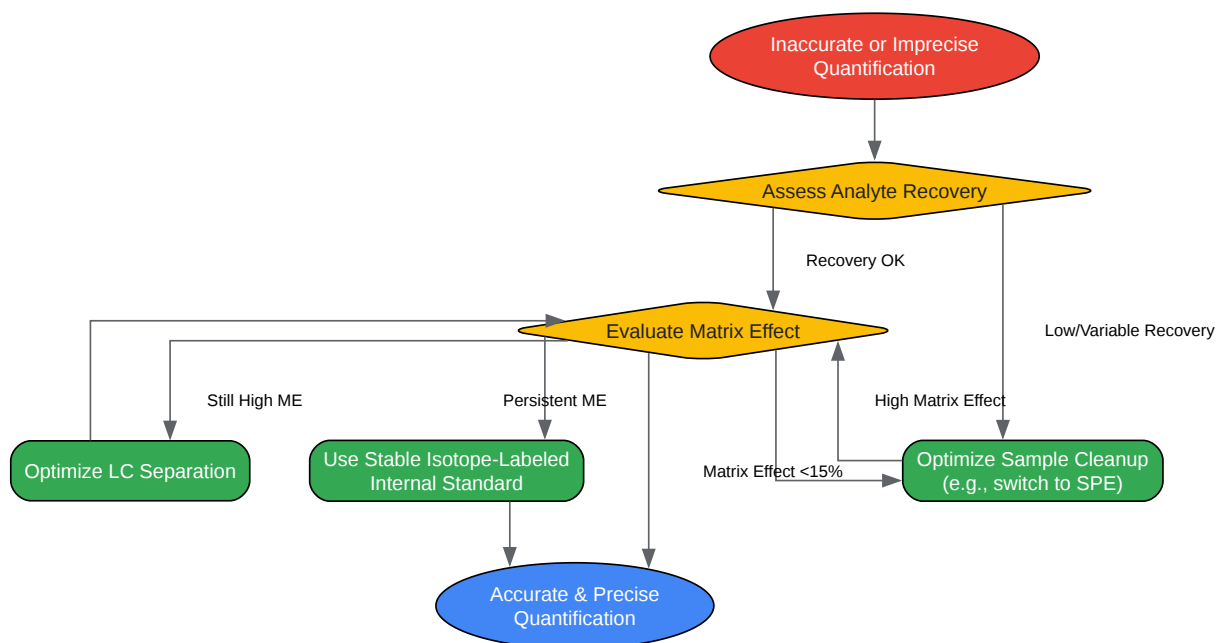 Inaccurate or Imprecise
Quantification
Assess Analyte Recovery
Recovery OK
Evaluate Matrix Effect
Low/Variable Recovery
Still High ME
Persistent ME
High Matrix Effect
Optimize LC Separation
Use Stable Isotope-Labeled
Internal Standard
Matrix Effect <15%
Optimize Sample Cleanup
(e.g., switch to SPE)
Accurate & Precise
Quantification